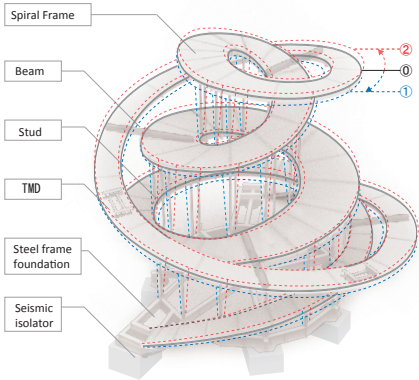 Spiral Frame
②
⓪
Beam
①
Stud
TMD
Steel frame
foundation
Seismic
isolator